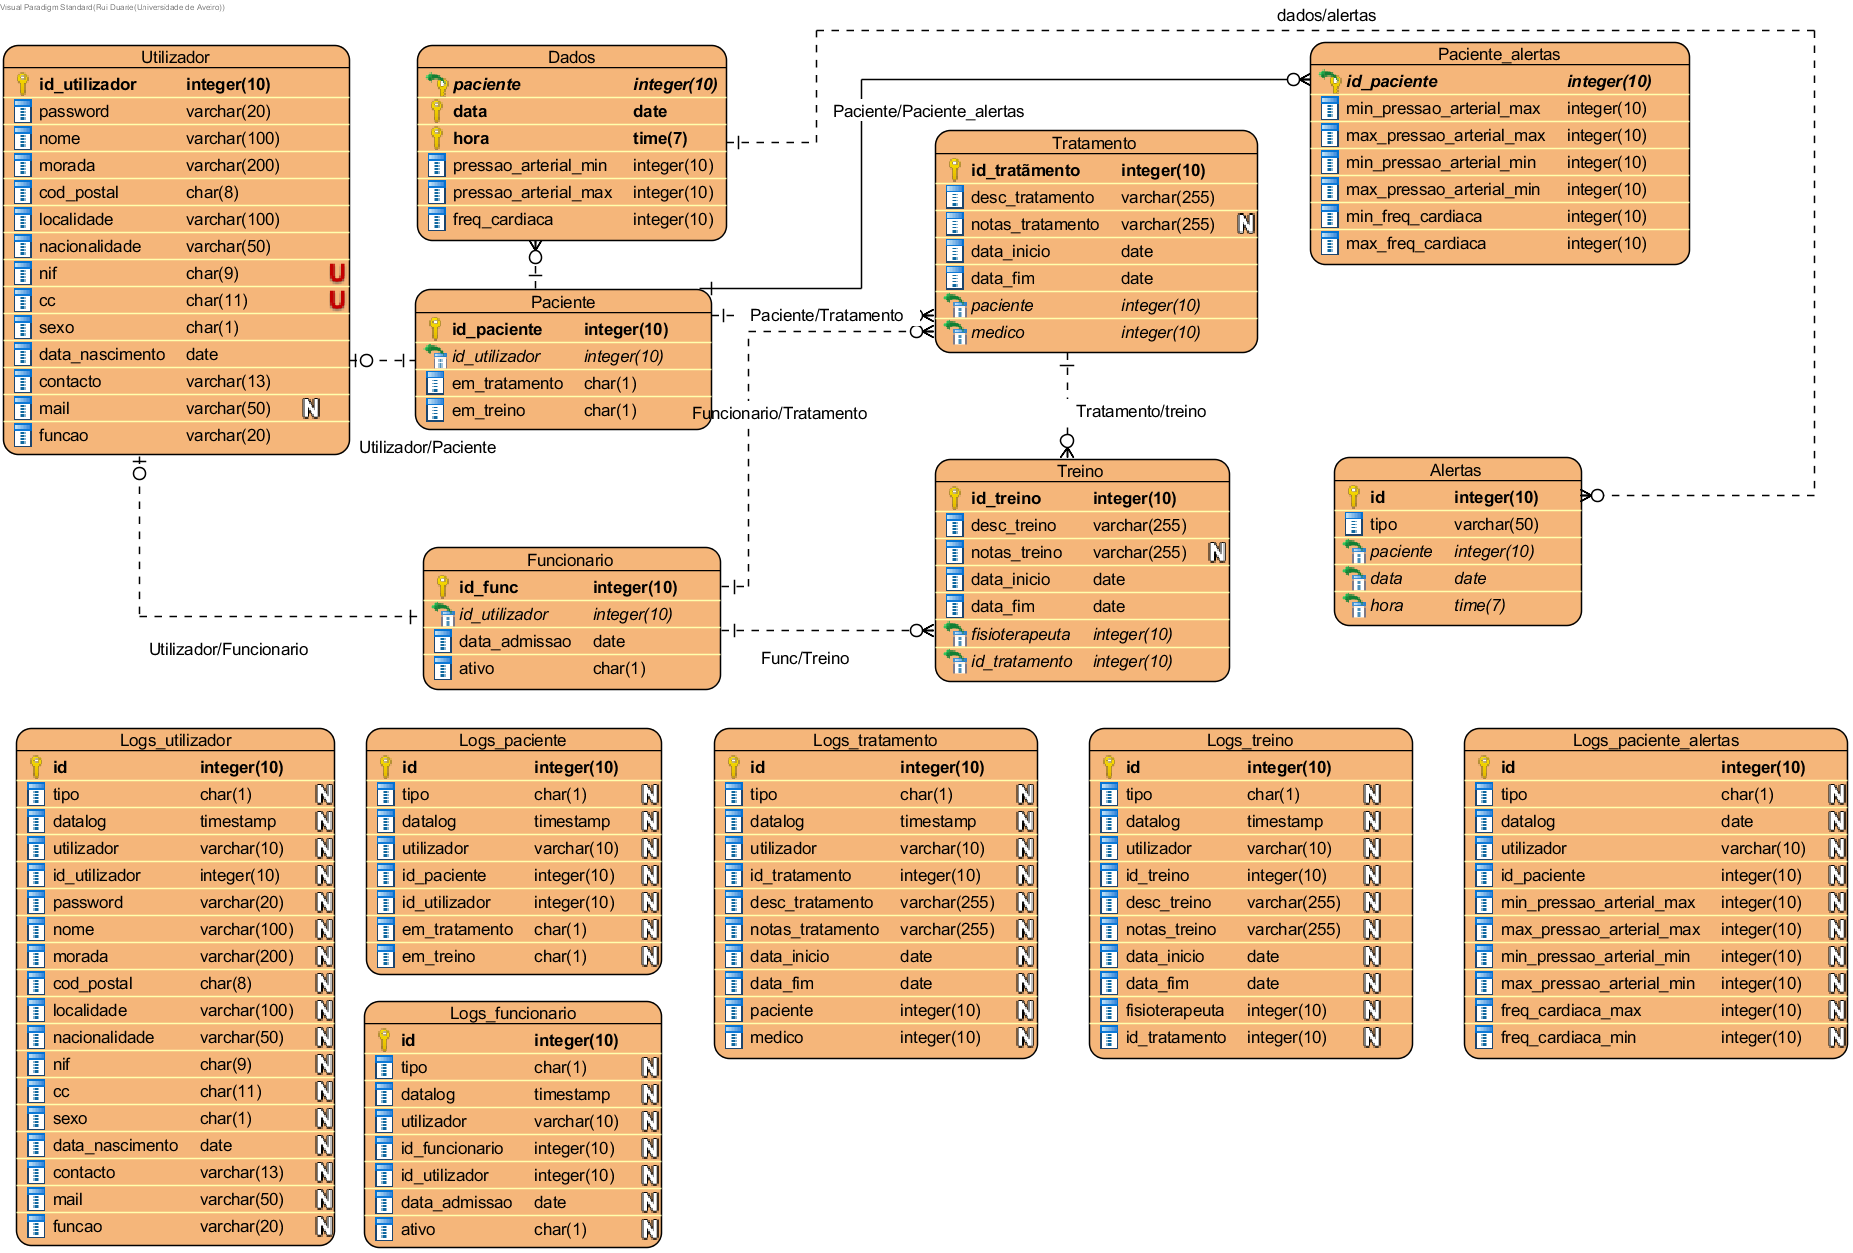 Visual Paradigm Standard(Rui Duarte(Universidade de Aveiro))
dados/alertas
Utilizador
id_utilizador integer(10)
password varchar(20)
nome varchar(100)
morada varchar(200)
cod_postal char(8)
localidade varchar(100)
nacionalidade varchar(50)
nif char(9) U
cc char(11) U
sexo char(1)
data_nascimento date
contacto varchar(13)
mail varchar(50) N
funcao varchar(20)
Dados
paciente integer(10)
data date
hora time(7)
pressao_arterial_min integer(10)
pressao_arterial_max integer(10)
freq_cardiaca integer(10)
Paciente/Paciente_alertas
Paciente_alertas
id_paciente integer(10)
min_pressao_arterial_max integer(10)
max_pressao_arterial_max integer(10)
min_pressao_arterial_min integer(10)
max_pressao_arterial_min integer(10)
min_freq_cardiaca integer(10)
max_freq_cardiaca integer(10)
Tratamento
id_tratãmento integer(10)
desc_tratamento varchar(255)
notas_tratamento varchar(255) N
data_inicio date
data_fim date
paciente integer(10)
medico integer(10)
Paciente
id_paciente integer(10)
id_utilizador integer(10)
em_tratamento char(1)
em_treino char(1)
Paciente/Tratamento
Funcionario/Tratamento
Tratamento/treino
Utilizador/Paciente
Treino
id_treino integer(10)
desc_treino varchar(255)
notas_treino varchar(255) N
data_inicio date
data_fim date
fisioterapeuta integer(10)
id_tratamento integer(10)
Alertas
id integer(10)
tipo varchar(50)
paciente integer(10)
data date
hora time(7)
Funcionario
id_func integer(10)
id_utilizador integer(10)
data_admissao date
ativo char(1)
Utilizador/Funcionario
Func/Treino
Logs_utilizador
id integer(10)
tipo char(1) N
datalog timestamp N
utilizador varchar(10) N
id_utilizador integer(10) N
password varchar(20) N
nome varchar(100) N
morada varchar(200) N
cod_postal char(8) N
localidade varchar(100) N
nacionalidade varchar(50) N
nif char(9) N
cc char(11) N
sexo char(1) N
data_nascimento date N
contacto varchar(13) N
mail varchar(50) N
funcao varchar(20) N
Logs_paciente
id integer(10)
tipo char(1) N
datalog timestamp N
utilizador varchar(10) N
id_paciente integer(10) N
id_utilizador integer(10) N
em_tratamento char(1) N
em_treino char(1) N
Logs_funcionario
id integer(10)
tipo char(1) N
datalog timestamp N
utilizador varchar(10) N
id_funcionario integer(10) N
id_utilizador integer(10) N
data_admissao date N
ativo char(1) N
Logs_tratamento
id integer(10)
tipo char(1) N
datalog timestamp N
utilizador varchar(10) N
id_tratamento integer(10) N
desc_tratamento varchar(255) N
notas_tratamento varchar(255) N
data_inicio date N
data_fim date N
paciente integer(10) N
medico integer(10) N
Logs_treino
id integer(10)
tipo char(1) N
datalog timestamp N
utilizador varchar(10) N
id_treino integer(10) N
desc_treino varchar(255) N
notas_treino varchar(255) N
data_inicio date N
data_fim date N
fisioterapeuta integer(10) N
id_tratamento integer(10) N
Logs_paciente_alertas
id integer(10)
tipo char(1) N
datalog date N
utilizador varchar(10) N
id_paciente integer(10) N
min_pressao_arterial_max integer(10) N
max_pressao_arterial_max integer(10) N
min_pressao_arterial_min integer(10) N
max_pressao_arterial_min integer(10) N
freq_cardiaca_max integer(10) N
freq_cardiaca_min integer(10) N